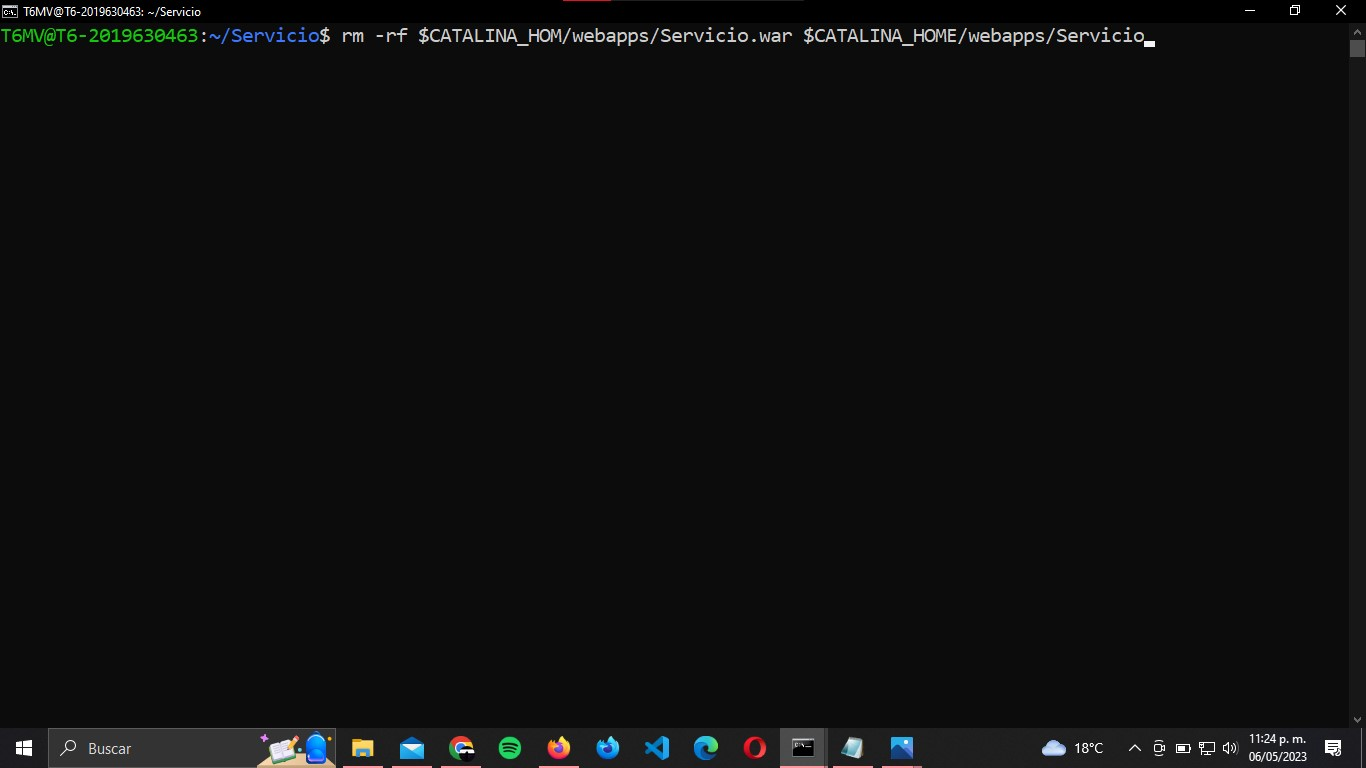 T6MV@T6-2019630463: ~/Servicio
T6MV@T6-2019630463:~/Servicio$ rm -rf $CATALINA_HOM/webapps/Servicio.war $CATALINA_HOME/webapps/Servicio
Buscar
18°C
11:24 p. m.
06/05/2023